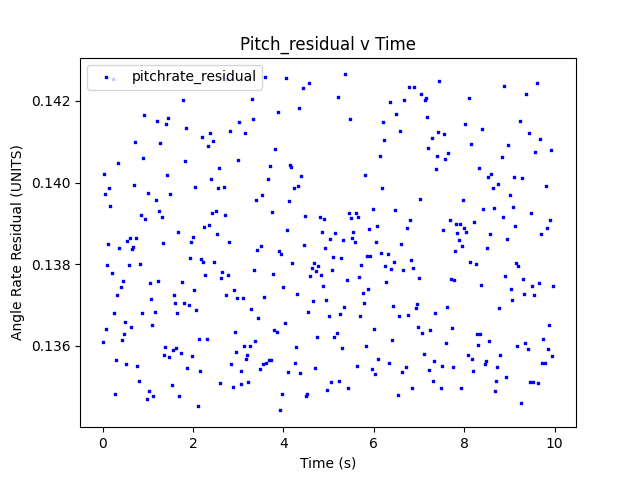 Pitch_residual v Time
pitchrate_residual
Angle Rate Residual (UNITS)
0.142
0.140
0.138
0.136
0 2 4 6 8 10
Time (s)